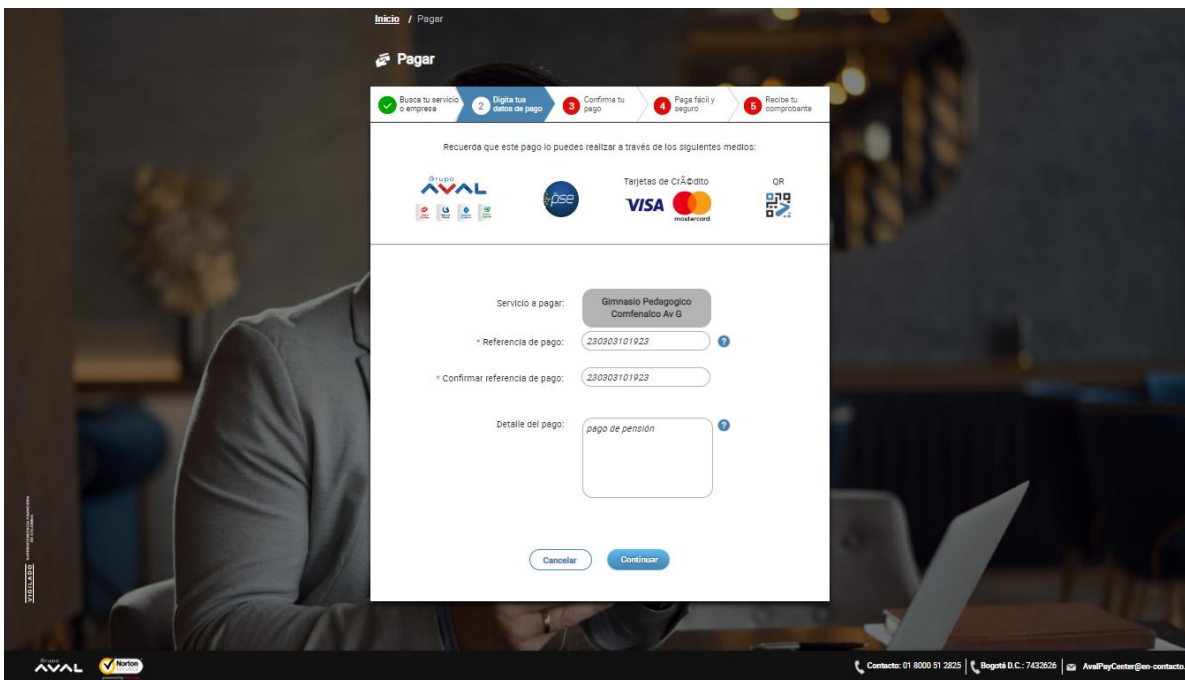 Inicio / Pagar
Pagar
Busca tu servicio
o empresa
2
Digita tus
datos de pago
3
Confirma tu
pago
4
Paga fácil y
seguro
5
Recibe tu
comprobante
Recuerda que este pago lo puedes realizar a través de los siguientes medios:
Grupo
AVAL
pse
Tarjetas de CrÃ©dito
VISA
mastercard
QR
Servicio a pagar:
Gimnasio Pedagogico
Comfenalco Av G
* Referencia de pago:
230303101923
?
* Confirmar referencia de pago:
230303101923
Detalle del pago:
pago de pensión
?
Cancelar
Continuar
VIGILADO
Grupo
AVAL
Norton
SECURED
Contacto: 01 8000 51 2825
Bogotá D.C.: 7432626
AvalPayCenter@en-contacto.